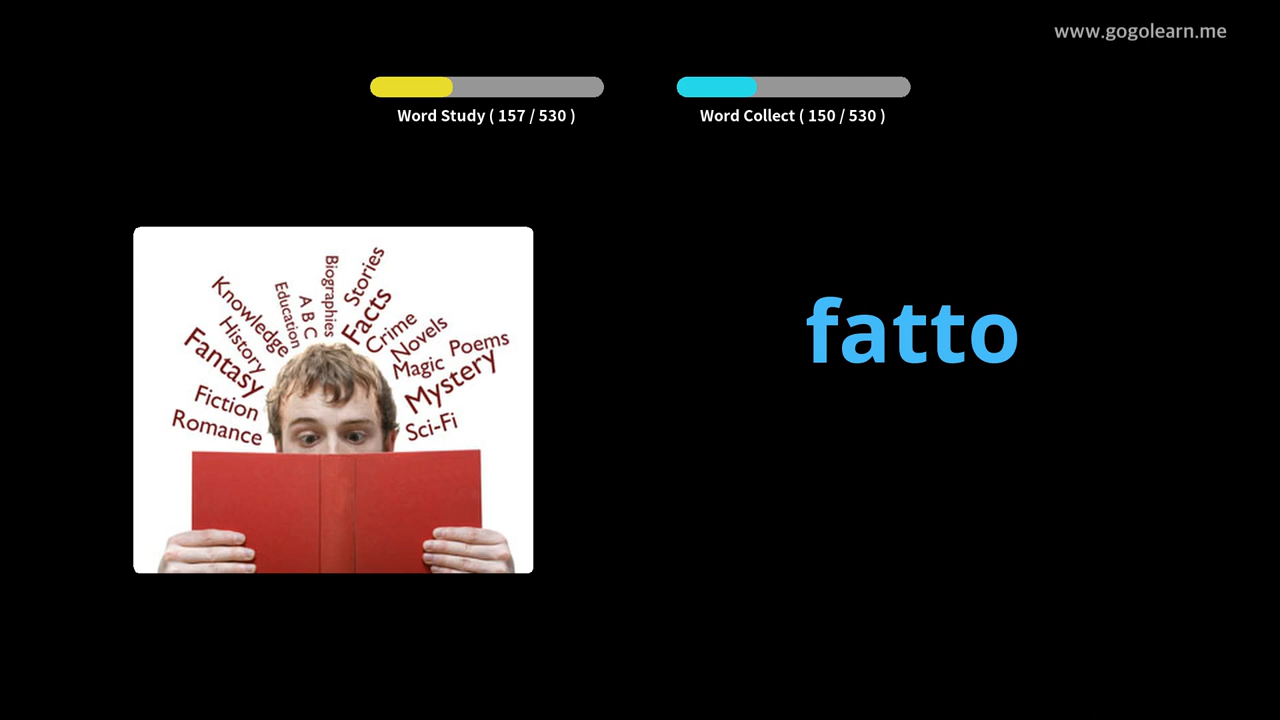 www.gogolearn.me
Word Study ( 157 / 530 )
Word Collect ( 150 / 530 )
fatto
Knowledge
Education
A B C
Biographies
Stories
Facts
Crime
Novels
Poems
Magic
Mystery
Sci-Fi
History
Fantasy
Fiction
Romance